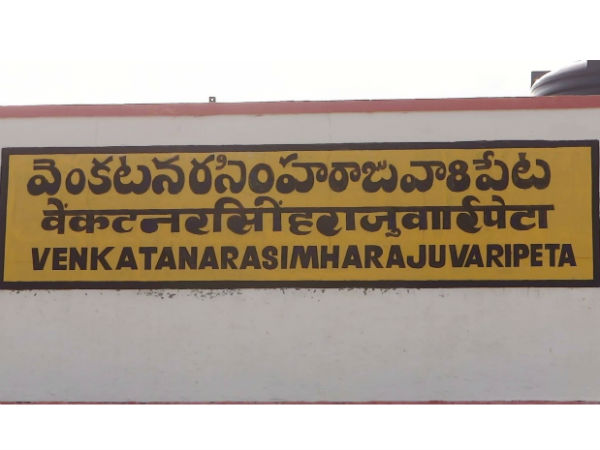 వెంకటనరసింహరాజువారిపేట
वेंकटनरसिंहराजुवारिपेटा
VENKATANARASIMHARAJUVARIPETA